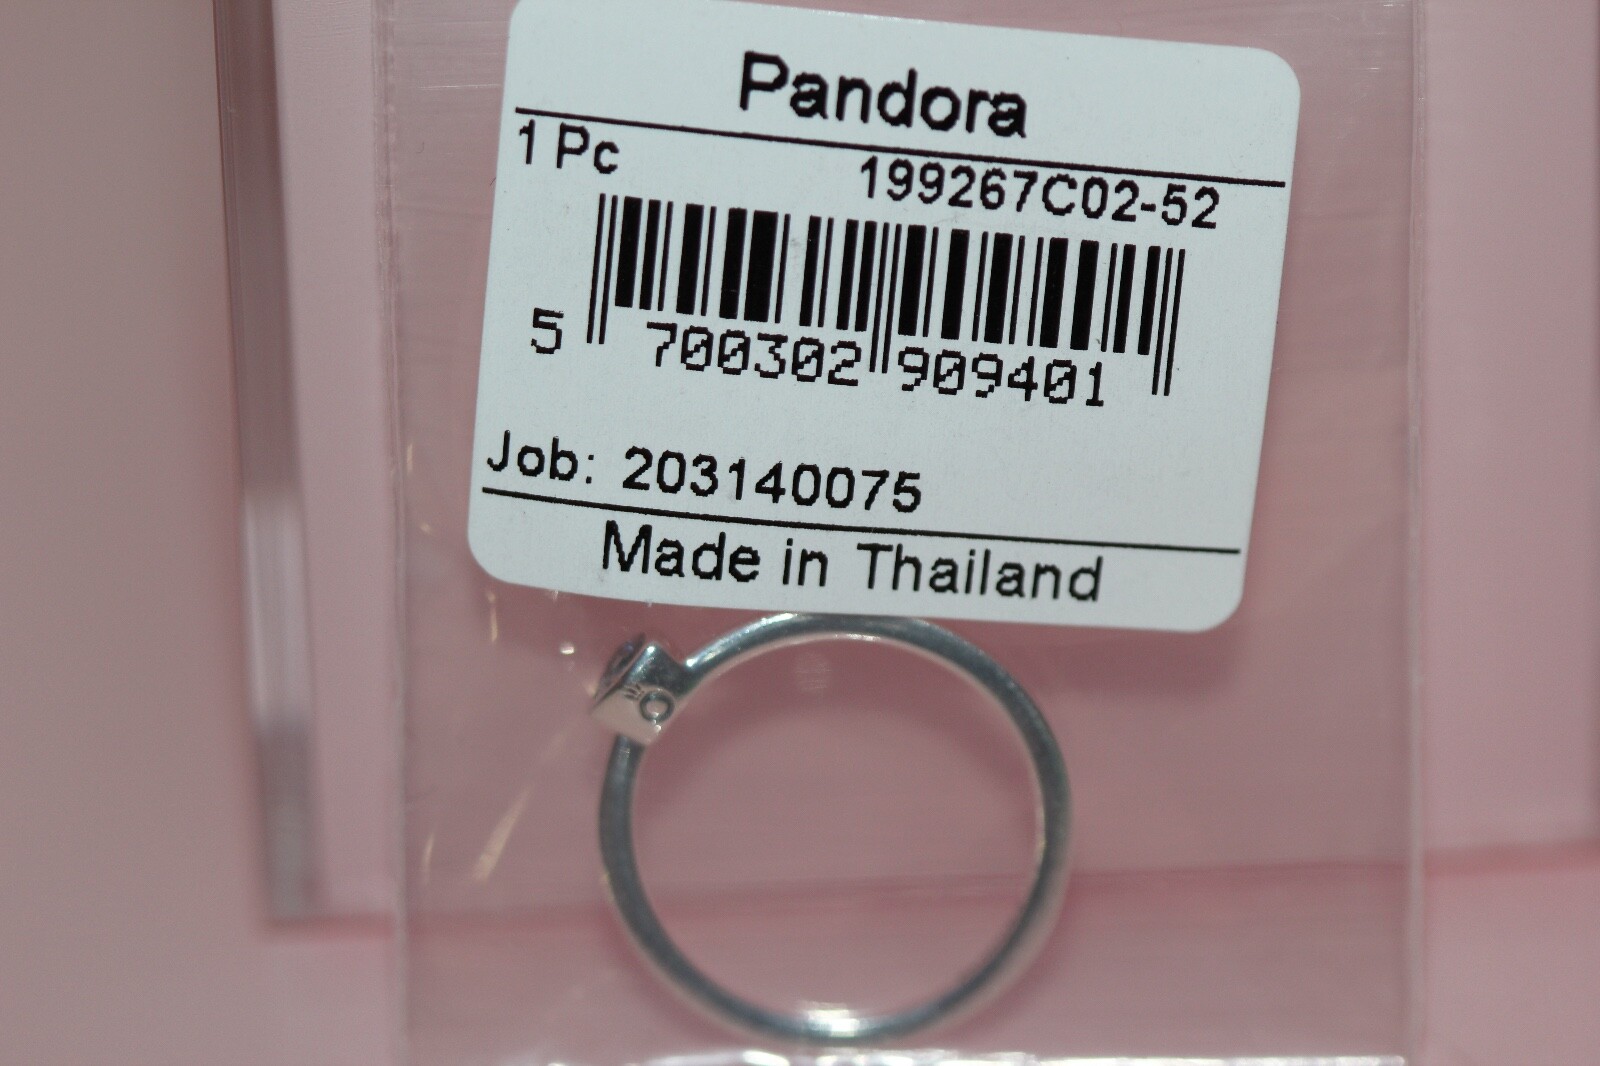 Pandora
1 Pc
199267C02-52
5 700302 909401
Job: 203140075
Made in Thailand